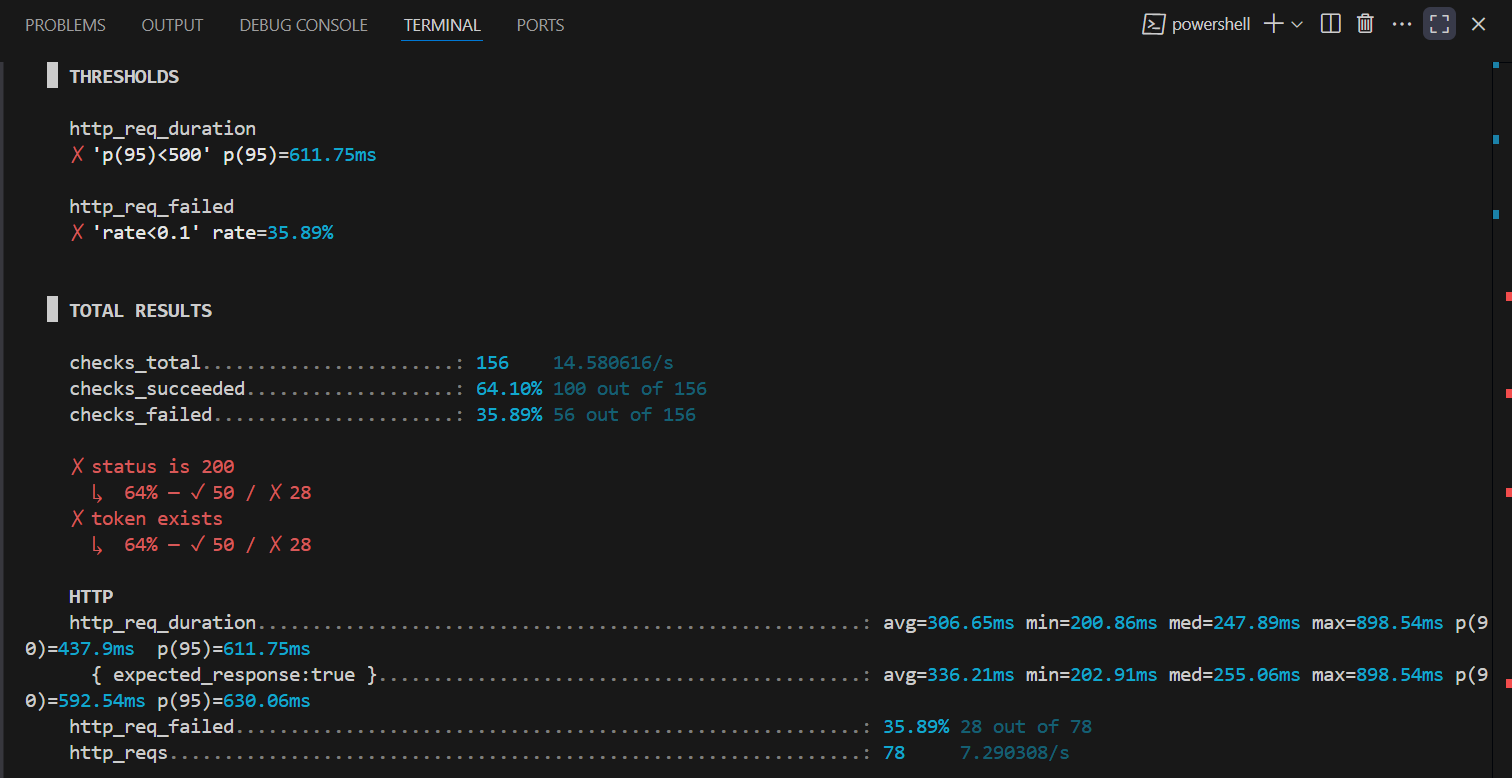 PROBLEMS OUTPUT DEBUG CONSOLE TERMINAL PORTS powershell
THRESHOLDS
http_req_duration
✗ 'p(95)<500' p(95)=611.75ms
http_req_failed
✗ 'rate<0.1' rate=35.89%
TOTAL RESULTS
checks_total.......................: 156 14.580616/s
checks_succeeded...................: 64.10% 100 out of 156
checks_failed......................: 35.89% 56 out of 156
✗ status is 200
↳ 64% — ✓ 50 / ✗ 28
✗ token exists
↳ 64% — ✓ 50 / ✗ 28
HTTP
http_req_duration.......................................................: avg=306.65ms min=200.86ms med=247.89ms max=898.54ms p(9
0)=437.9ms p(95)=611.75ms
{ expected_response:true }............................................: avg=336.21ms min=202.91ms med=255.06ms max=898.54ms p(9
0)=592.54ms p(95)=630.06ms
http_req_failed.........................................................: 35.89% 28 out of 78
http_reqs...............................................................: 78 7.290308/s